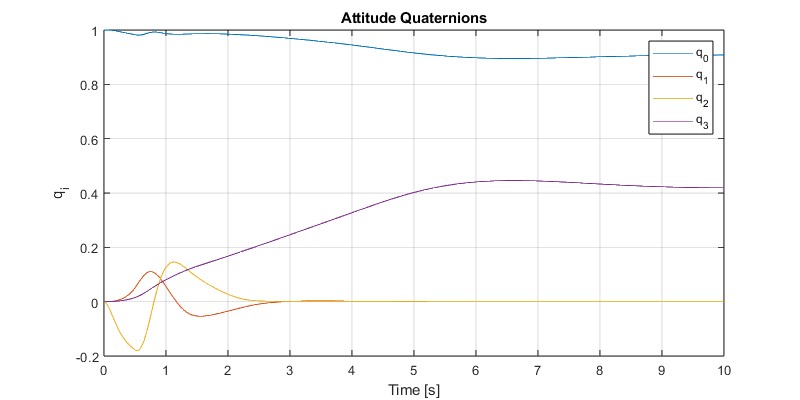 Attitude Quaternions
1
0.8
0.6
0.4
0.2
0
-0.2
q_i
q_0
q_1
q_2
q_3
0 1 2 3 4 5 6 7 8 9 10
Time [s]